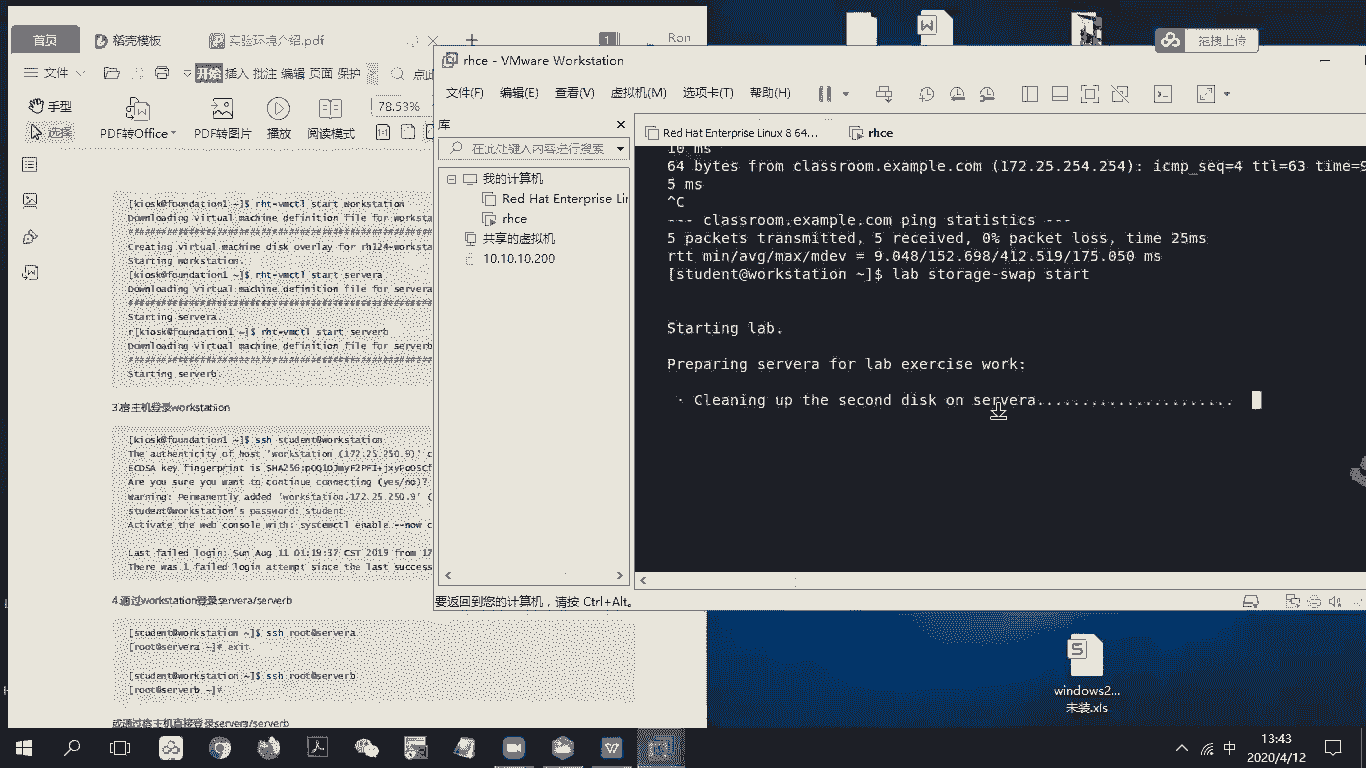 首页
稻壳模板
实验环境介绍.pdf
1
Ron
拖拽上传
文件
开始 插入 批注 编辑 页面 保护
手型
选择
PDF转Office
PDF转图片
播放
阅读模式
78.53%
[kiosk@foundation1 ~]$ rht-vmctl start workstation
Downloading virtual machine definition file for worksta
Creating virtual machine disk overlay for rh124-worksta
Starting workstation.
[kiosk@foundation1 ~]$ rht-vmctl start servera
Downloading virtual machine definition file for servera
Starting servera.
r[kiosk@foundation1 ~]$ rht-vmctl start serverb
Downloading virtual machine definition file for serverb
Starting serverb.
3.宿主机登录workstation
[kiosk@foundation1 ~]$ ssh student@workstation
The authenticity of host 'workstation (172.25.250.9)' c
ECDSA key fingerprint is
Are you sure you want to continue connecting (yes/no)?
Warning: Permanently added 'workstation,172.25.250.9' (
student@workstation's password: student
Activate the web console with: systemctl enable --now c
Last failed login: Sun Aug 11 01:19:37 CST 2019 from 17
There was 1 failed login attempt since the last success
4.通过workstation登录servera/serverb
[student@workstation ~]$ ssh root@servera
[root@servera ~]# exit
[student@workstation ~]$ ssh root@serverb
[root@serverb ~]#
或通过宿主机直接登录servera/serverb
rhce - VMware Workstation
文件(F) 编辑(E) 查看(V) 虚拟机(M) 选项卡(T) 帮助(H)
库
在此处键入内容进行搜索
我的计算机
Red Hat Enterprise Lir
rhce
共享的虚拟机
10.10.10.200
Red Hat Enterprise Linux 8 64...
rhce
10 ms
64 bytes from classroom.example.com (172.25.254.254): icmp_seq=4 ttl=63 time=9
5 ms
^C
--- classroom.example.com ping statistics ---
5 packets transmitted, 5 received, 0% packet loss, time 25ms
rtt min/avg/max/mdev = 9.048/152.698/412.519/175.050 ms
[student@workstation ~]$ lab storage-swap start
Starting lab.
Preparing servera for lab exercise work:
· Cleaning up the second disk on servera......................
要返回到您的计算机，请按 Ctrl+Alt。
windows2...
未装.xls
中
13:43
2020/4/12